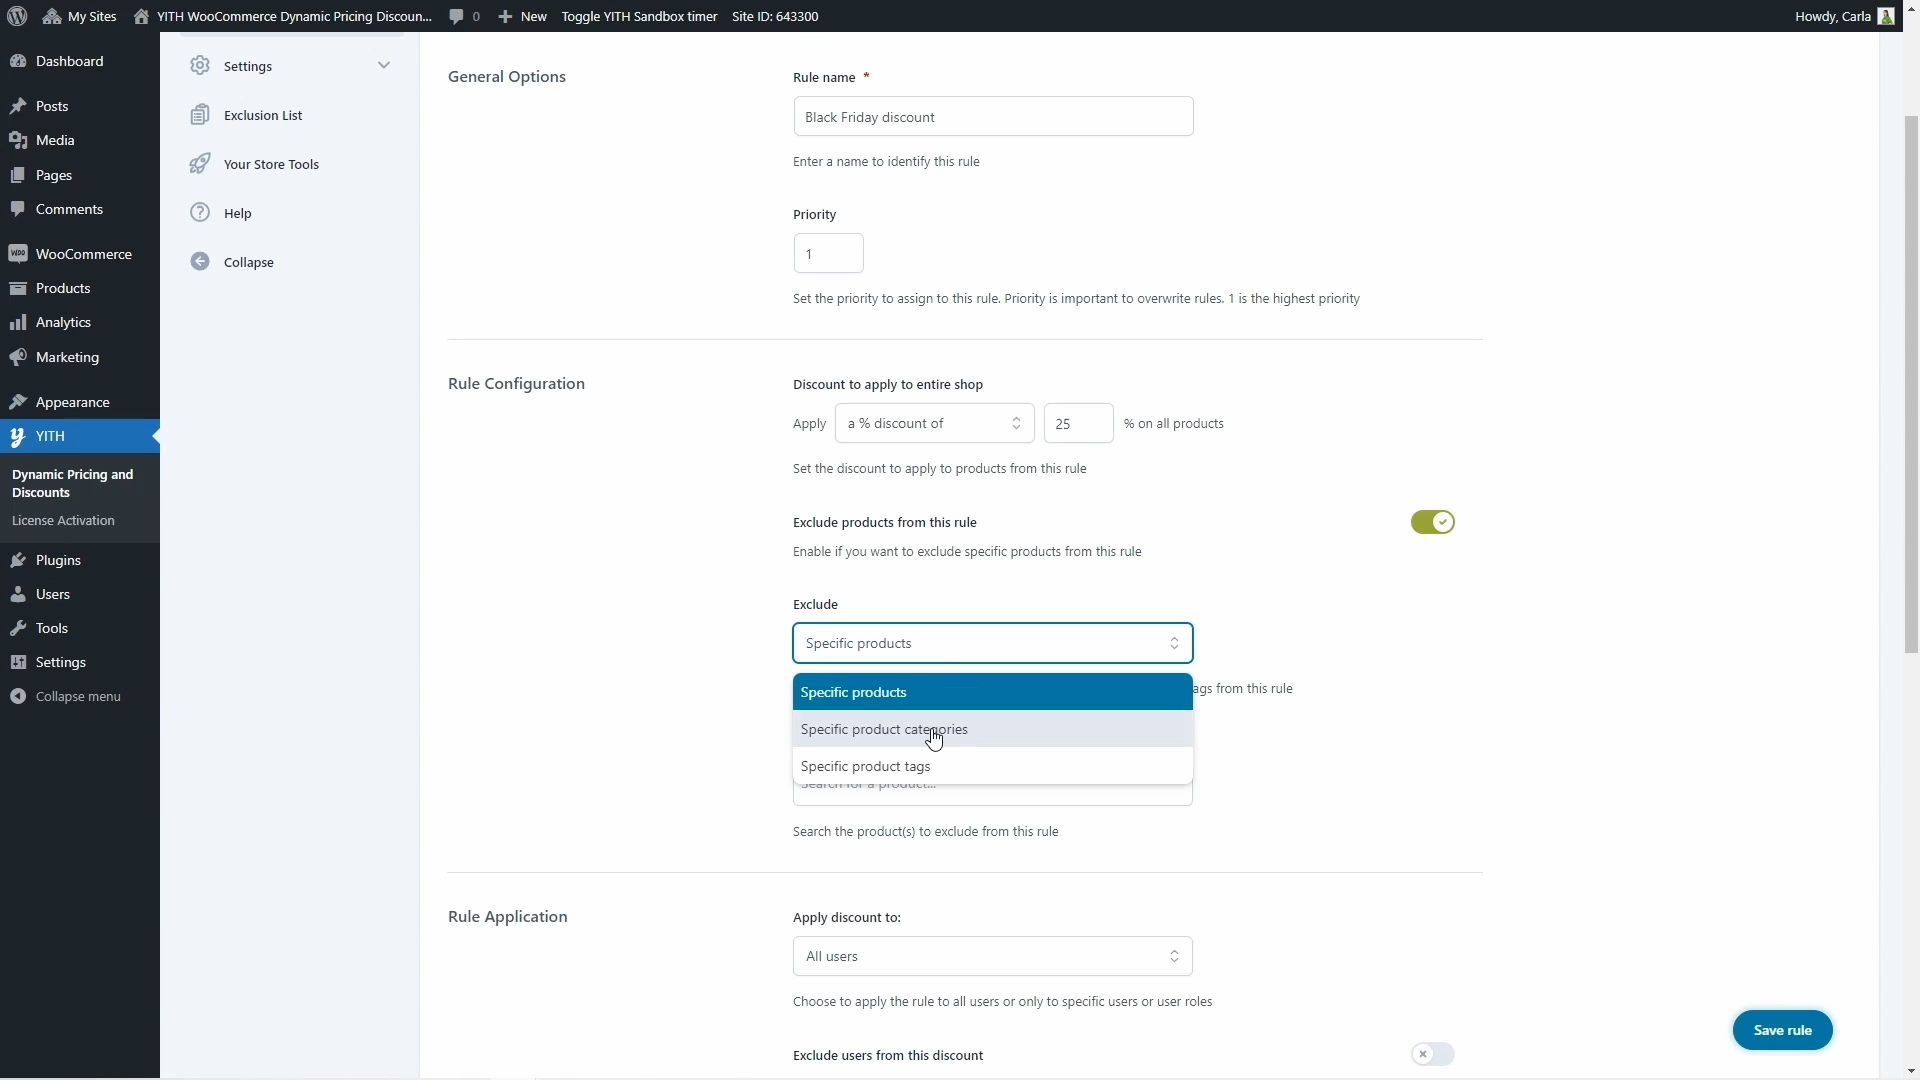 My Sites
YITH WooCommerce Dynamic Pricing Discoun...
0
New
Toggle YITH Sandbox timer
Site ID: 643300
Howdy, Carla
Dashboard
Posts
Media
Pages
Comments
WooCommerce
Products
Analytics
Marketing
Appearance
YITH
Dynamic Pricing and
Discounts
License Activation
Plugins
Users
Tools
Settings
Collapse menu
Settings
Exclusion List
Your Store Tools
Help
Collapse
General Options
Rule name *
Black Friday discount
Enter a name to identify this rule
Priority
1
Set the priority to assign to this rule. Priority is important to overwrite rules. 1 is the highest priority
Rule Configuration
Discount to apply to entire shop
Apply a % discount of 25 % on all products
Set the discount to apply to products from this rule
Exclude products from this rule
Enable if you want to exclude specific products from this rule
Exclude
Specific products
Specific products
ags from this rule
Specific product categories
Specific product tags
Search for a product...
Search the product(s) to exclude from this rule
Rule Application
Apply discount to:
All users
Choose to apply the rule to all users or only to specific users or user roles
Exclude users from this discount
Save rule